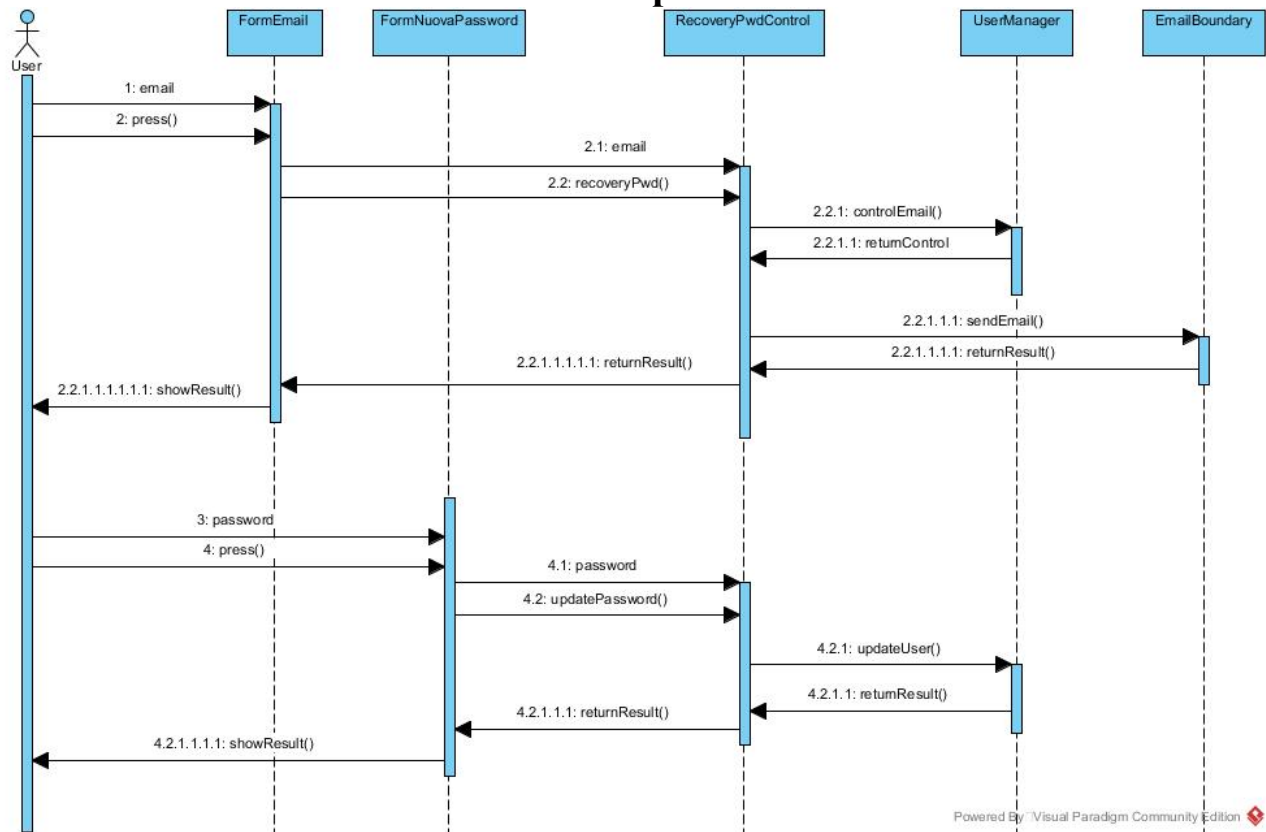 FormEmail
FormNuovaPassword
RecoveryPwdControl
UserManager
EmailBoundary
User
1: email
2: press()
2.1: email
2.2: recoveryPwd()
2.2.1: controlEmail()
2.2.1.1: returnControl
2.2.1.1.1: sendEmail()
2.2.1.1.1.1: returnResult()
2.2.1.1.1.1.1: returnResult()
2.2.1.1.1.1.1.1: showResult()
3: password
4: press()
4.1: password
4.2: updatePassword()
4.2.1: updateUser()
4.2.1.1: returnResult()
4.2.1.1.1: returnResult()
4.2.1.1.1.1: showResult()
Powered By Visual Paradigm Community Edition